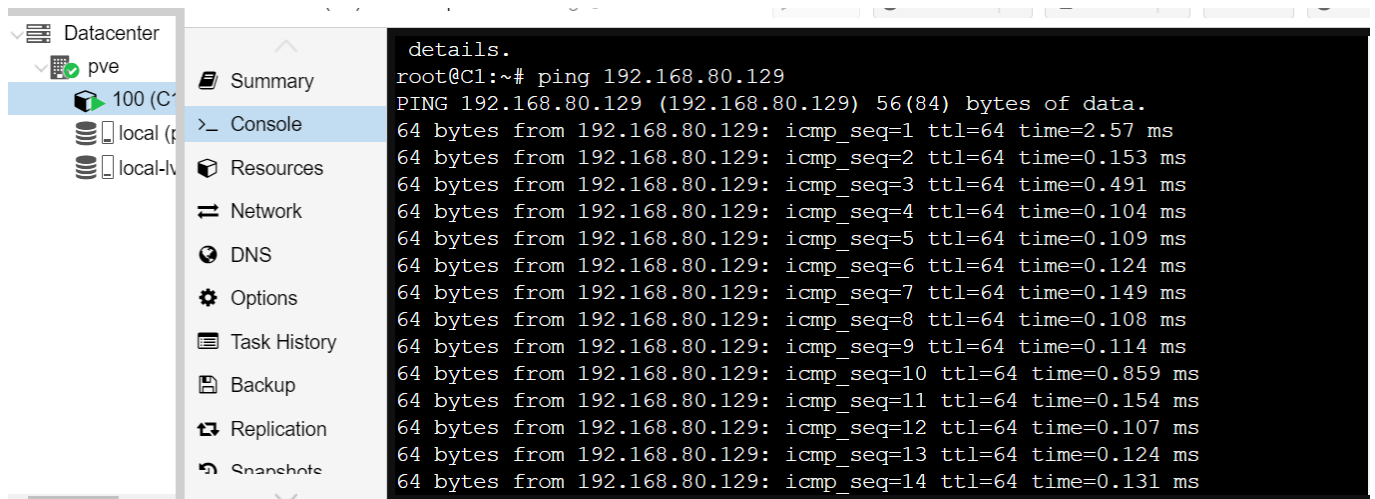 Datacenter
pve
100 (C1
local (p
local-lv
Summary
>_ Console
Resources
Network
DNS
Options
Task History
Backup
Replication
Snapshots
details.
root@C1:~# ping 192.168.80.129
PING 192.168.80.129 (192.168.80.129) 56(84) bytes of data.
64 bytes from 192.168.80.129: icmp_seq=1 ttl=64 time=2.57 ms
64 bytes from 192.168.80.129: icmp_seq=2 ttl=64 time=0.153 ms
64 bytes from 192.168.80.129: icmp_seq=3 ttl=64 time=0.491 ms
64 bytes from 192.168.80.129: icmp_seq=4 ttl=64 time=0.104 ms
64 bytes from 192.168.80.129: icmp_seq=5 ttl=64 time=0.109 ms
64 bytes from 192.168.80.129: icmp_seq=6 ttl=64 time=0.124 ms
64 bytes from 192.168.80.129: icmp_seq=7 ttl=64 time=0.149 ms
64 bytes from 192.168.80.129: icmp_seq=8 ttl=64 time=0.108 ms
64 bytes from 192.168.80.129: icmp_seq=9 ttl=64 time=0.114 ms
64 bytes from 192.168.80.129: icmp_seq=10 ttl=64 time=0.859 ms
64 bytes from 192.168.80.129: icmp_seq=11 ttl=64 time=0.154 ms
64 bytes from 192.168.80.129: icmp_seq=12 ttl=64 time=0.107 ms
64 bytes from 192.168.80.129: icmp_seq=13 ttl=64 time=0.124 ms
64 bytes from 192.168.80.129: icmp_seq=14 ttl=64 time=0.131 ms